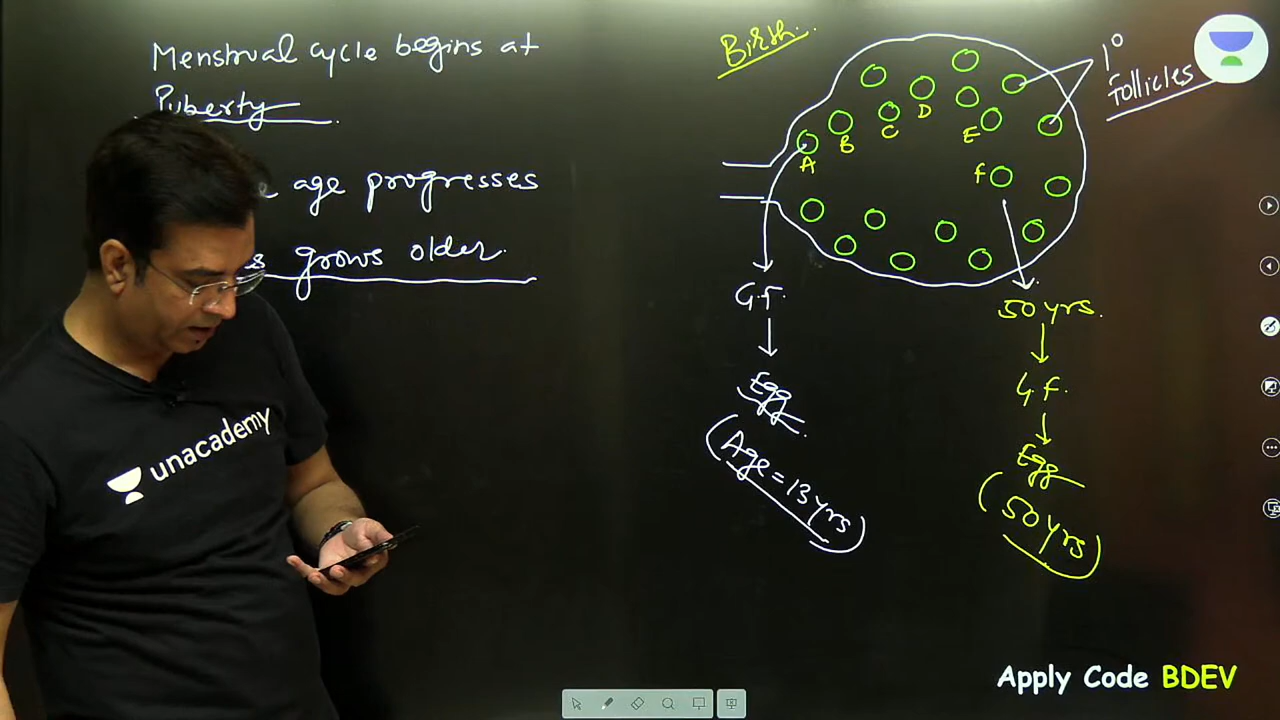 Menstrual cycle begins at
Puberty
age progresses
grows older.
Birth.
1° follicles
A
B
C
D
E
f
G.F.
Egg
(Age = 13 yrs)
50 yrs.
G.F.
Egg
(50 yrs)
unacademy
Apply Code BDEV